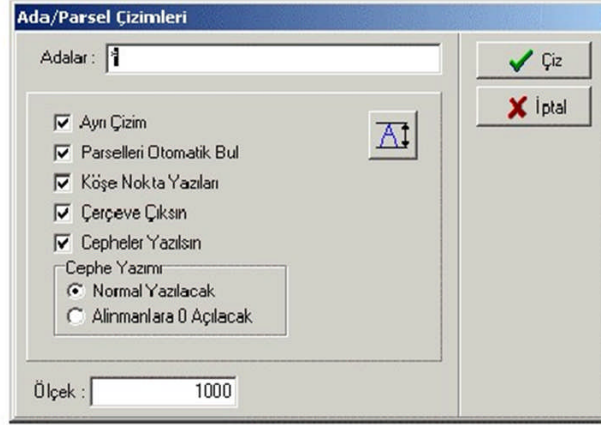 Ada/Parsel Çizimleri
Adalar :
Çiz
İptal
Ayrı Çizim
Parselleri Otomatik Bul
Köşe Nokta Yazıları
Çerçeve Çıksın
Cepheler Yazılsın
Cephe Yazımı
Normal Yazılacak
Alinmanlara 0 Açılacak
Ölçek : 1000